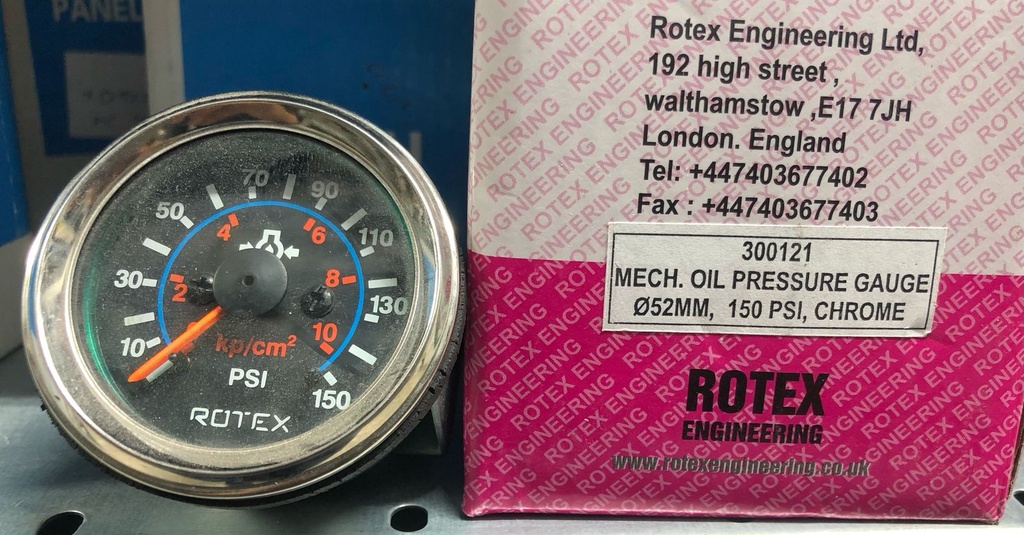 PANEL
50
70
90
110
30
130
10
150
4
6
2
8
10
kp/cm²
PSI
ROTEX
Rotex Engineering Ltd,
192 high street ,
walthamstow ,E17 7JH
London. England
Tel: +447403677402
Fax : +447403677403
300121
MECH. OIL PRESSURE GAUGE
Ø52MM, 150 PSI, CHROME
ROTEX
ENGINEERING
www.rotexengineering.co.uk